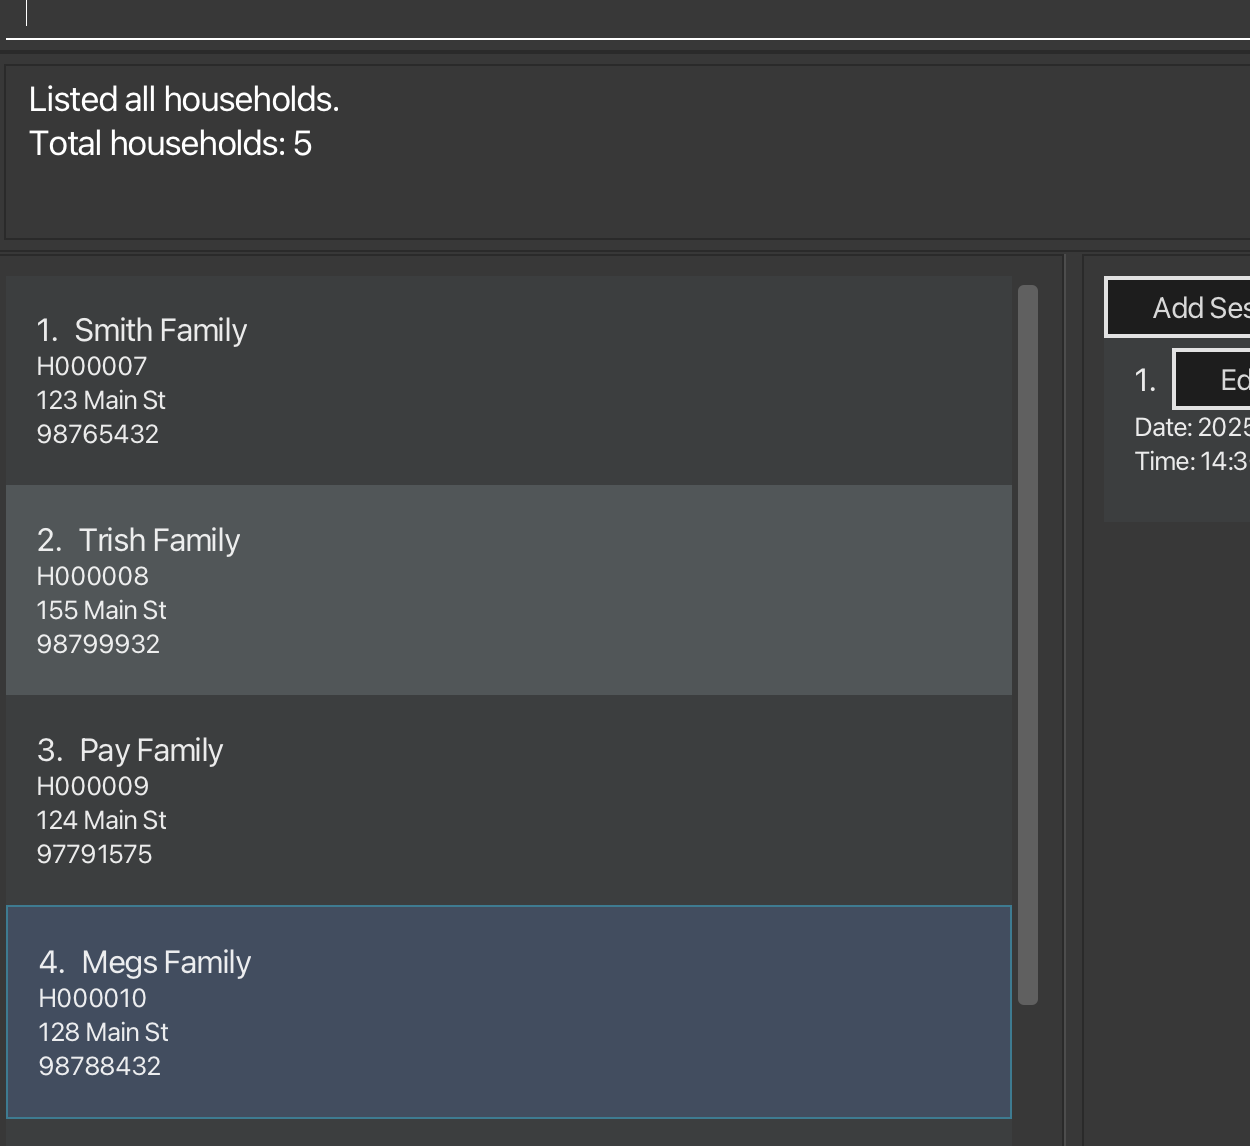 Listed all households.
Total households: 5
1. Smith Family
H000007
123 Main St
98765432
2. Trish Family
H000008
155 Main St
98799932
3. Pay Family
H000009
124 Main St
97791575
4. Megs Family
H000010
128 Main St
98788432
Add Ses
1. Ed
Date: 2025
Time: 14:3